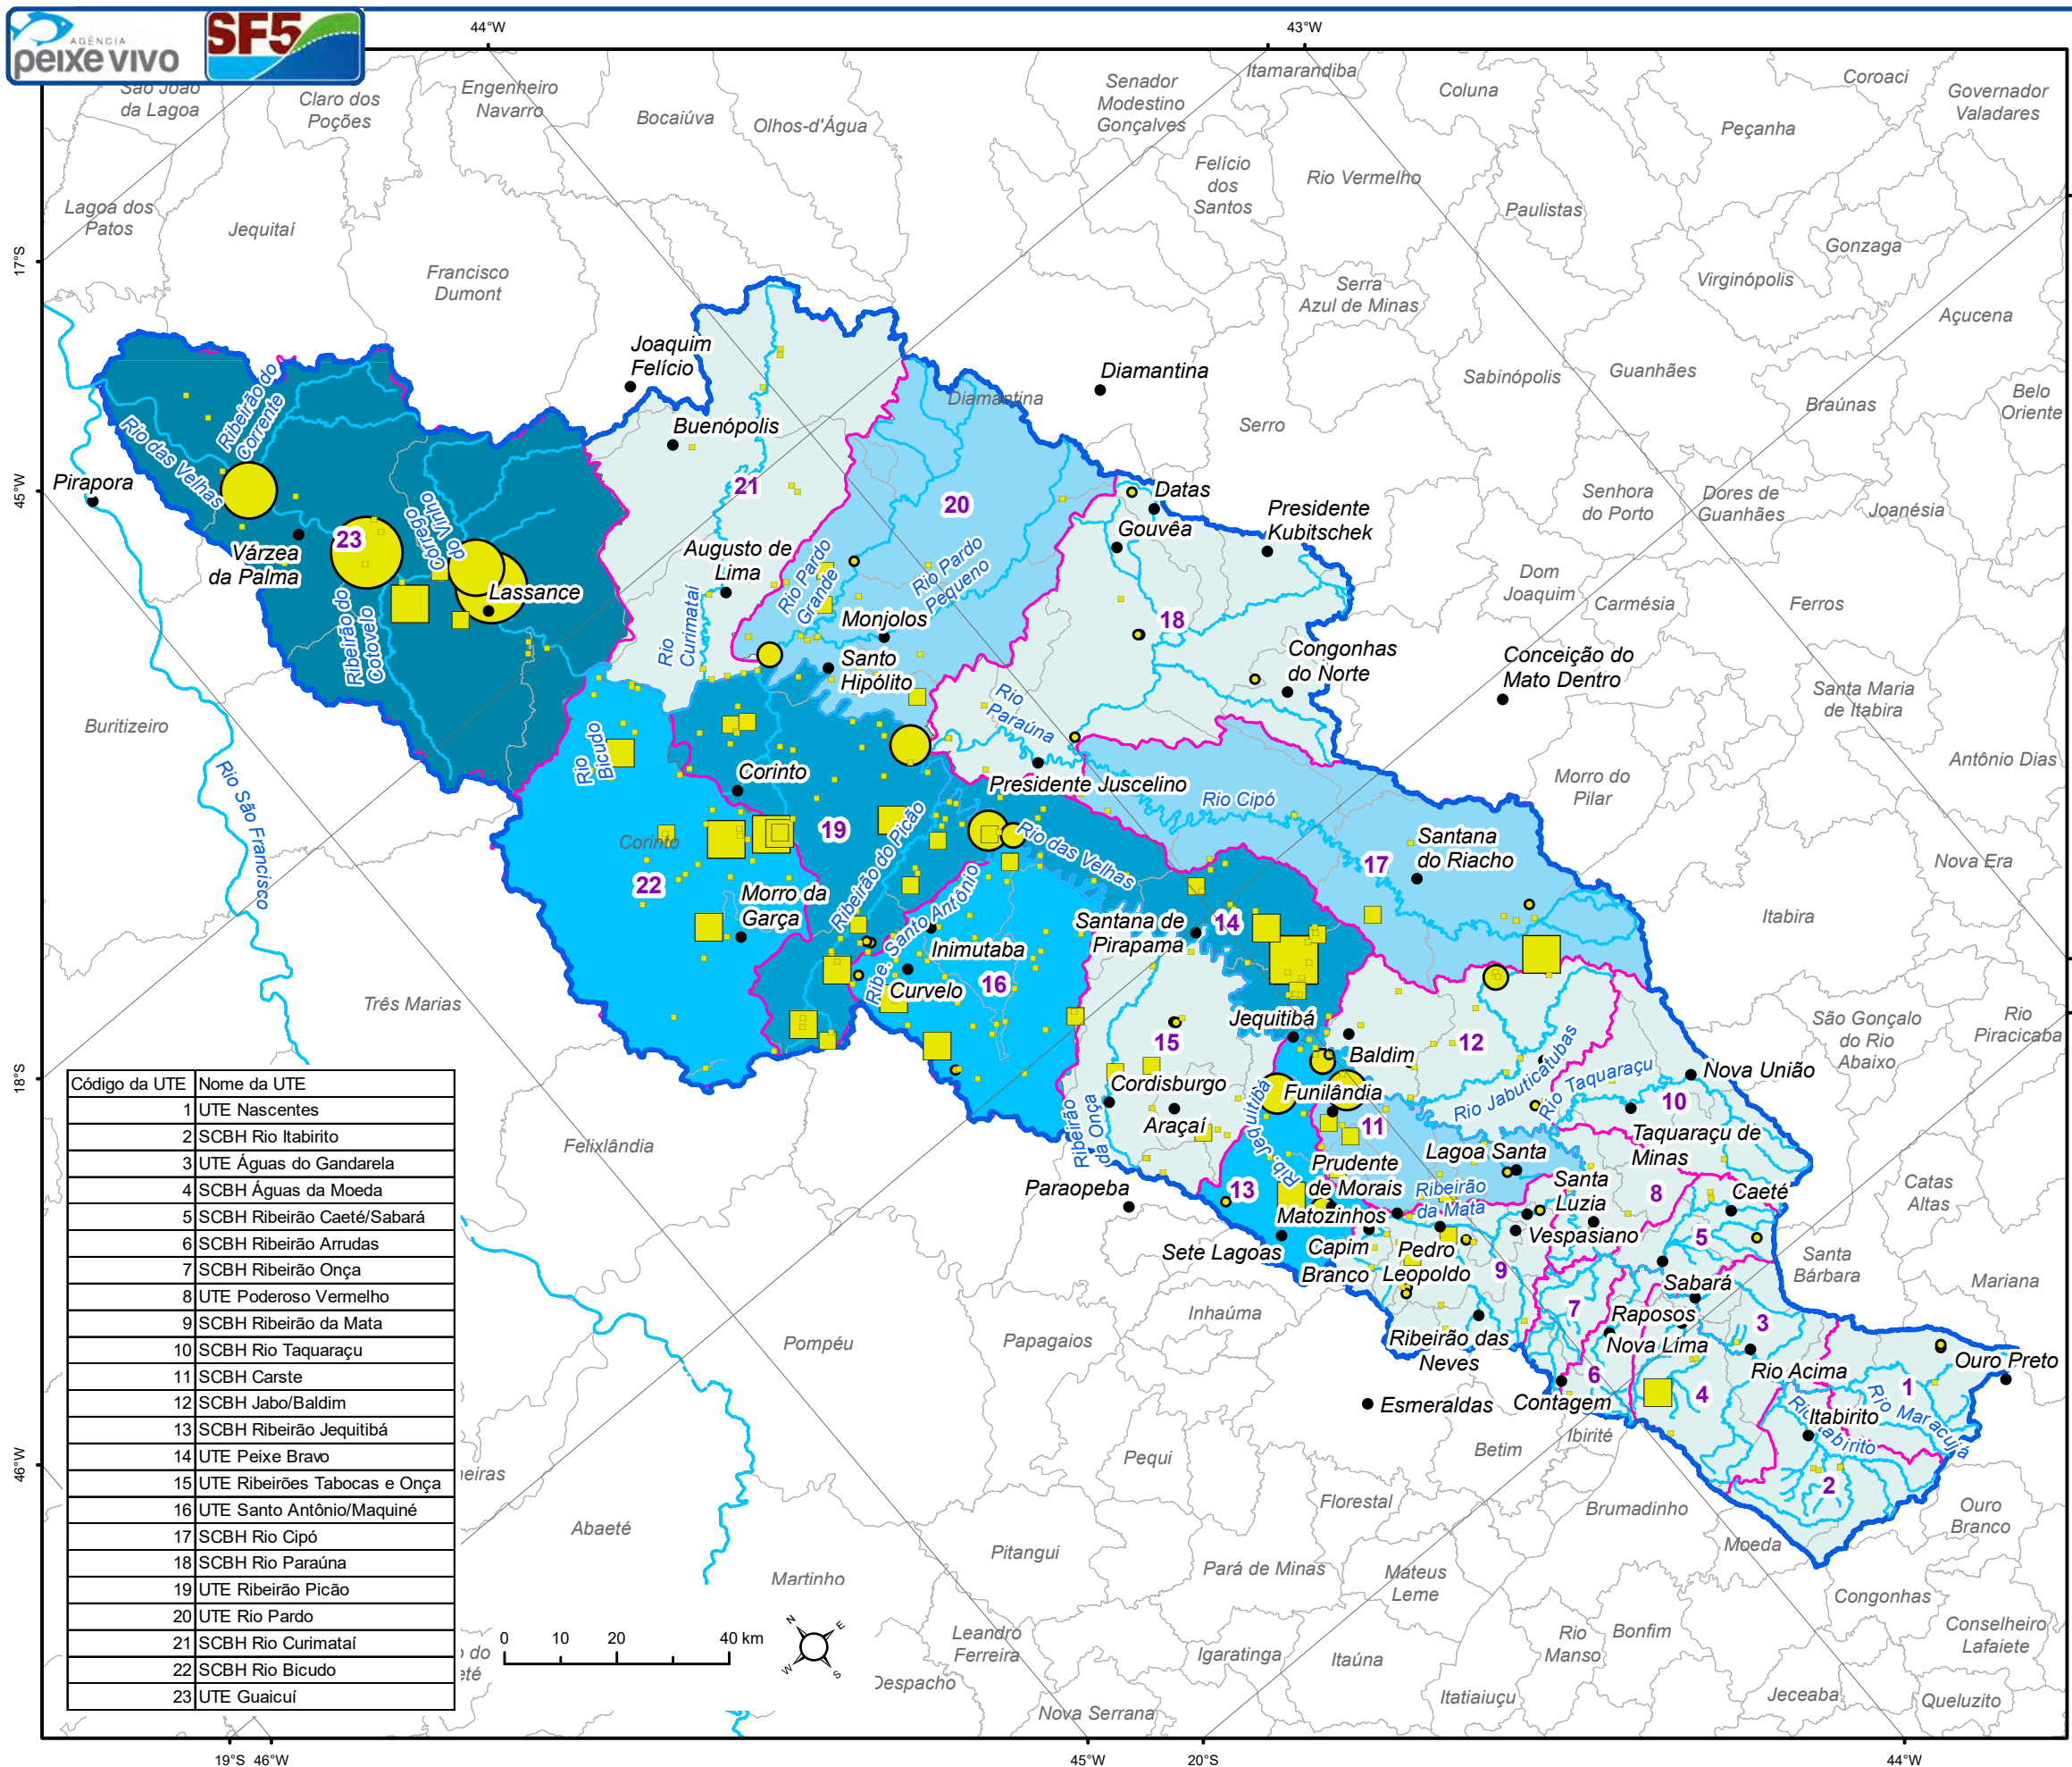 AGÊNCIA
peixe vivo
SF5
44°W
43°W
17°S
45°W
18°S
46°W
19°S 46°W
45°W
20°S
44°W
São João
da Lagoa
Claro dos
Poções
Engenheiro
Navarro
Bocaiúva
Olhos-d'Água
Senador
Modestino
Gonçalves
Itamarandiba
Coluna
Coroaci
Governador
Valadares
Peçanha
Felício
dos
Santos
Rio Vermelho
Paulistas
Gonzaga
Virginópolis
Açucena
Lagoa dos
Patos
Jequitaí
Francisco
Dumont
Serra
Azul de Minas
Joaquim
Felício
Diamantina
Diamantina
Sabinópolis
Guanhães
Braúnas
Belo
Oriente
Serro
Ribeirão do
Corrente
Rio das Velhas
Buenópolis
Pirapora
21
20
Datas
Gouvêa
Presidente
Kubitschek
Senhora
do Porto
Dores de
Guanhães
Joanésia
Córrego
do Vinho
23
Várzea
da Palma
Augusto de
Lima
Rio Pardo
Grande
Rio Pardo
Pequeno
Dom
Joaquim
Carmésia
Ferros
Lassance
Ribeirão do
Cotovelo
Rio
Curimataí
Monjolos
18
Santo
Hipólito
Congonhas
do Norte
Conceição do
Mato Dentro
Santa Maria
de Itabira
Buritizeiro
Rio
Paraúna
Rio
Bicupo
Rio São Francisco
Corinto
Presidente Juscelino
Rio Cipó
Morro do
Pilar
Antônio Dias
Corinto
19
Ribeirão do Picão
Rio das Velhas
Santana
do Riacho
17
Nova Era
22
Morro da
Garça
Ribe. Santo Antônio
Santana de
Pirapama
14
Itabira
Inimutaba
Curvelo
16
Três Marias
Jequitibá
15
Baldim
12
São Gonçalo
do Rio
Abaixo
Rio
Piracicaba
Cordisburgo
Funilândia
Rio Jabuticatubas
Rio Taquaraçu
Nova União
10
Ribeirão
da Onça
Araçaí
Rib. Jequitiba
11
Taquaraçu de
Minas
Felixlândia
Lagoa Santa
Prudente
de Morais
13
Paraopeba
Ribeirão
da Mata
Santa
Luzia
8
Caeté
Catas
Altas
Matozinhos
Vespasiano
5
Sete Lagoas
Capim
Branco
Pedro
Leopoldo
9
Sabará
Santa
Bárbara
Mariana
Inhaúma
Pompéu
Papagaios
7
Raposos
3
Ribeirão das
Neves
Nova Lima
Rio Acima
Ouro Preto
6
4
1
Esmeraldas
Contagem
Rio Maracujá
Itabirito
Rio Itabirito
Ibirité
Betim
Pequi
2
Florestal
Brumadinho
Ouro
Branco
Abaeté
Pitangui
Moeda
Martinho
Pará de Minas
Mateus
Leme
Congonhas
Conselheiro
Lafaiete
Leandro
Ferreira
Igaratinga
Itaúna
Rio
Manso
Bonfim
Despacho
Itatiaiuçu
Jeceaba
Queluzito
Nova Serrana
Código da UTE Nome da UTE
1 UTE Nascentes
2 SCBH Rio Itabirito
3 UTE Águas do Gandarela
4 SCBH Águas da Moeda
5 SCBH Ribeirão Caeté/Sabará
6 SCBH Ribeirão Arrudas
7 SCBH Ribeirão Onça
8 UTE Poderoso Vermelho
9 SCBH Ribeirão da Mata
10 SCBH Rio Taquaraçu
11 SCBH Carste
12 SCBH Jabo/Baldim
13 SCBH Ribeirão Jequitibá
14 UTE Peixe Bravo
15 UTE Ribeirões Tabocas e Onça
16 UTE Santo Antônio/Maquiné
17 SCBH Rio Cipó
18 SCBH Rio Paraúna
19 UTE Ribeirão Picão
20 UTE Rio Pardo
21 SCBH Rio Curimataí
22 SCBH Rio Bicudo
23 UTE Guaicuí
0 10 20 40 km
N
E
W
S